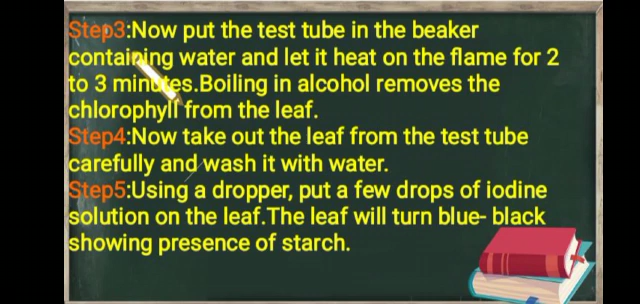 Step3:Now put the test tube in the beaker
containing water and let it heat on the flame for 2
to 3 minutes.Boiling in alcohol removes the
chlorophyll from the leaf.
Step4:Now take out the leaf from the test tube
carefully and wash it with water.
Step5:Using a dropper, put a few drops of iodine
solution on the leaf.The leaf will turn blue- black
showing presence of starch.